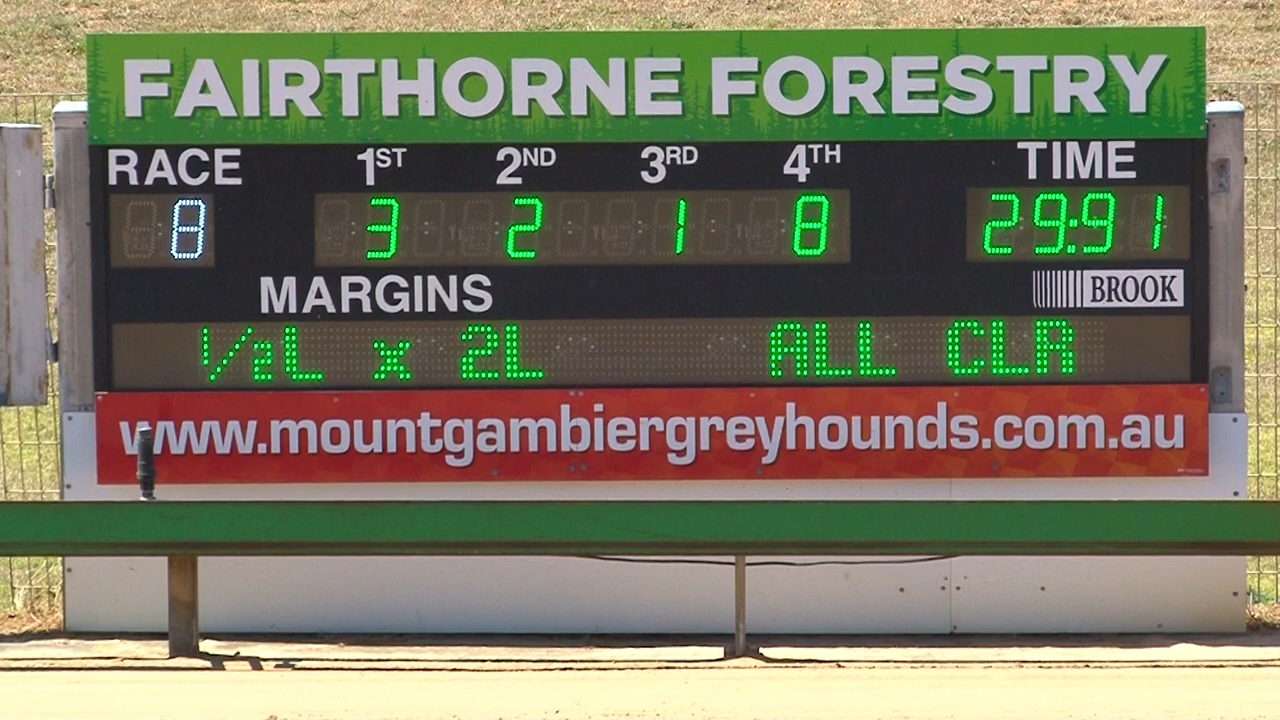 FAIRTHORNE FORESTRY
RACE 1ST 2ND 3RD 4TH TIME
8 3 2 1 8 29:91
MARGINS BROOK
½L x 2L ALL CLR
www.mountgambiergreyhounds.com.au